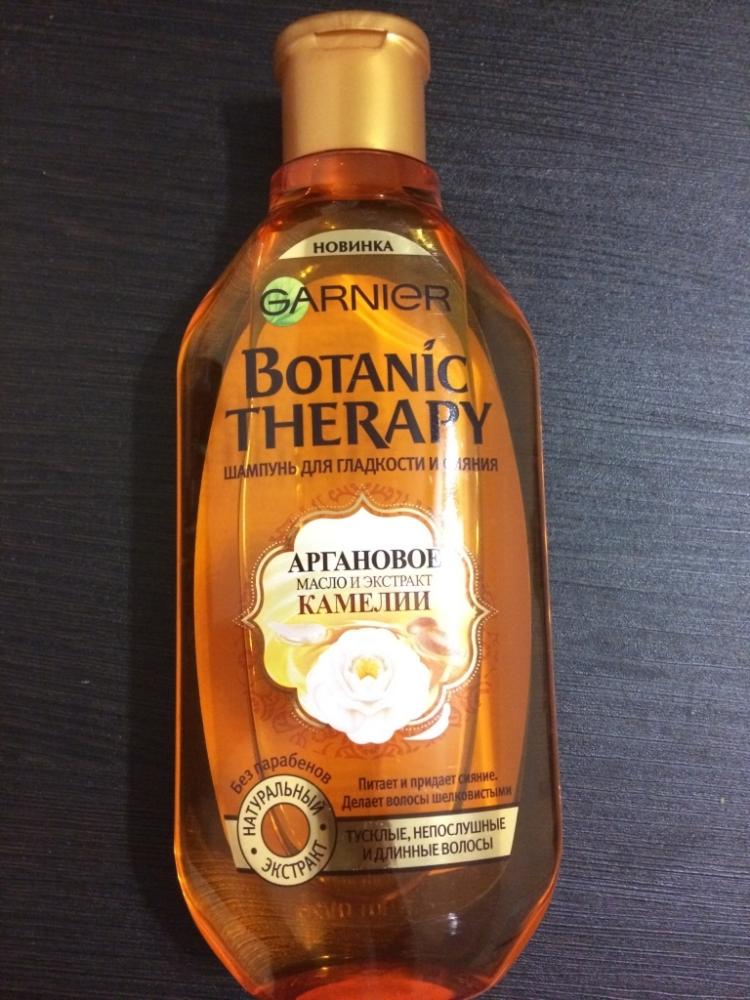 НОВИНКА
GARNIER
BOTANIC
THERAPY
ШАМПУНЬ ДЛЯ ГЛАДКОСТИ И СИЯНИЯ
АРГАНОВОЕ
МАСЛО И ЭКСТРАКТ
КАМЕЛИИ
Без парабенов
НАТУРАЛЬНЫЙ
ЭКСТРАКТ
Питает и придает сияние.
Делает волосы шелковистыми
ТУСКЛЫЕ, НЕПОСЛУШНЫЕ
И ДЛИННЫЕ ВОЛОСЫ